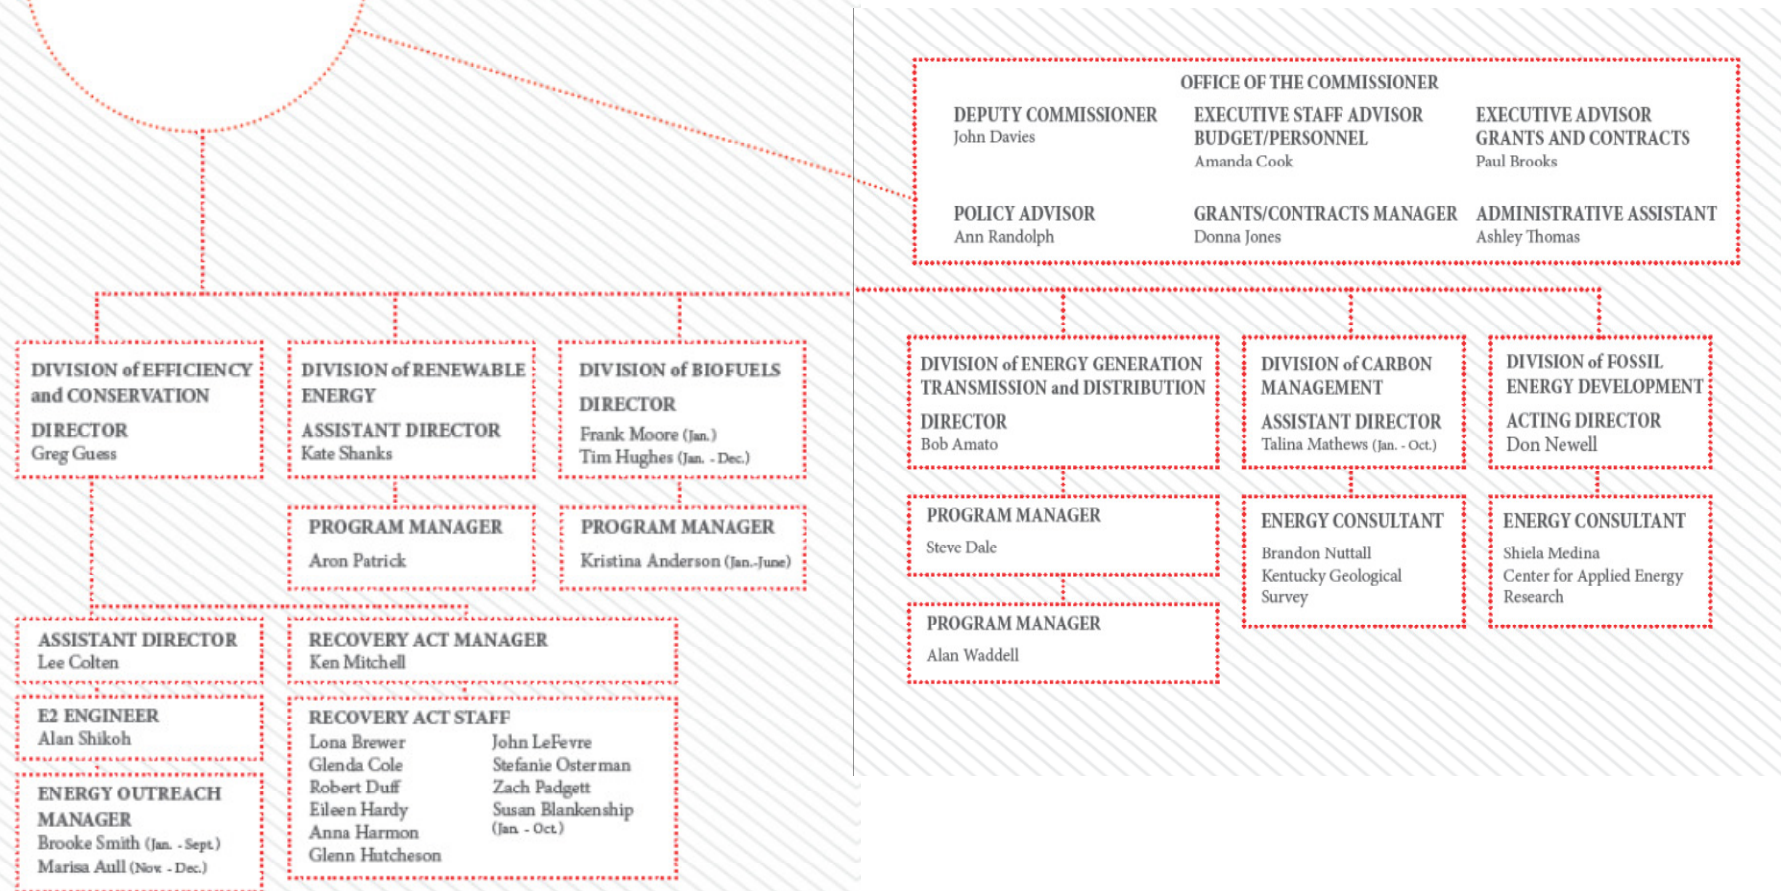 OFFICE OF THE COMMISSIONER
DEPUTY COMMISSIONER
John Davies
EXECUTIVE STAFF ADVISOR
BUDGET/PERSONNEL
Amanda Cook
EXECUTIVE ADVISOR
GRANTS AND CONTRACTS
Paul Brooks
POLICY ADVISOR
Ann Randolph
GRANTS/CONTRACTS MANAGER
Donna Jones
ADMINISTRATIVE ASSISTANT
Ashley Thomas
DIVISION of EFFICIENCY
and CONSERVATION
DIRECTOR
Greg Guess
DIVISION of RENEWABLE
ENERGY
ASSISTANT DIRECTOR
Kate Shanks
DIVISION of BIOFUELS
DIRECTOR
Frank Moore (Jan.)
Tim Hughes (Jan. - Dec.)
DIVISION of ENERGY GENERATION
TRANSMISSION and DISTRIBUTION
DIRECTOR
Bob Amato
DIVISION of CARBON
MANAGEMENT
ASSISTANT DIRECTOR
Talina Mathews (Jan. - Oct.)
DIVISION of FOSSIL
ENERGY DEVELOPMENT
ACTING DIRECTOR
Don Newell
PROGRAM MANAGER
Aron Patrick
PROGRAM MANAGER
Kristina Anderson (Jan.-June)
PROGRAM MANAGER
Steve Dale
ENERGY CONSULTANT
Brandon Nuttall
Kentucky Geological
Survey
ENERGY CONSULTANT
Shiela Medina
Center for Applied Energy
Research
PROGRAM MANAGER
Alan Waddell
ASSISTANT DIRECTOR
Lee Colten
RECOVERY ACT MANAGER
Ken Mitchell
E2 ENGINEER
Alan Shikoh
ENERGY OUTREACH
MANAGER
Brooke Smith (Jan. - Sept.)
Marisa Aull (Nov. - Dec.)
RECOVERY ACT STAFF
Lona Brewer
Glenda Cole
Robert Duff
Eileen Hardy
Anna Harmon
Glenn Hutcheson
John LeFevre
Stefanie Osterman
Zach Padgett
Susan Blankenship
(Jan. - Oct.)